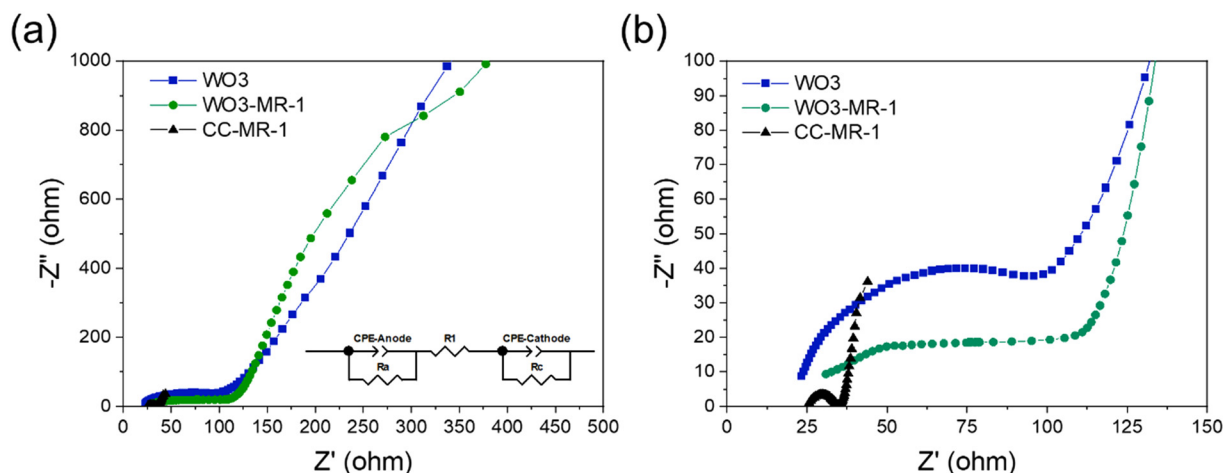 (a)
1000
800
600
400
200
0
-Z" (ohm)
WO3
WO3-MR-1
CC-MR-1
CPE-Anode R1 CPE-Cathode
Ra Rc
0 50 100 150 200 250 300 350 400 450 500
Z' (ohm)
(b)
100
90
80
70
60
50
40
30
20
10
0
-Z" (ohm)
WO3
WO3-MR-1
CC-MR-1
0 25 50 75 100 125 150
Z' (ohm)